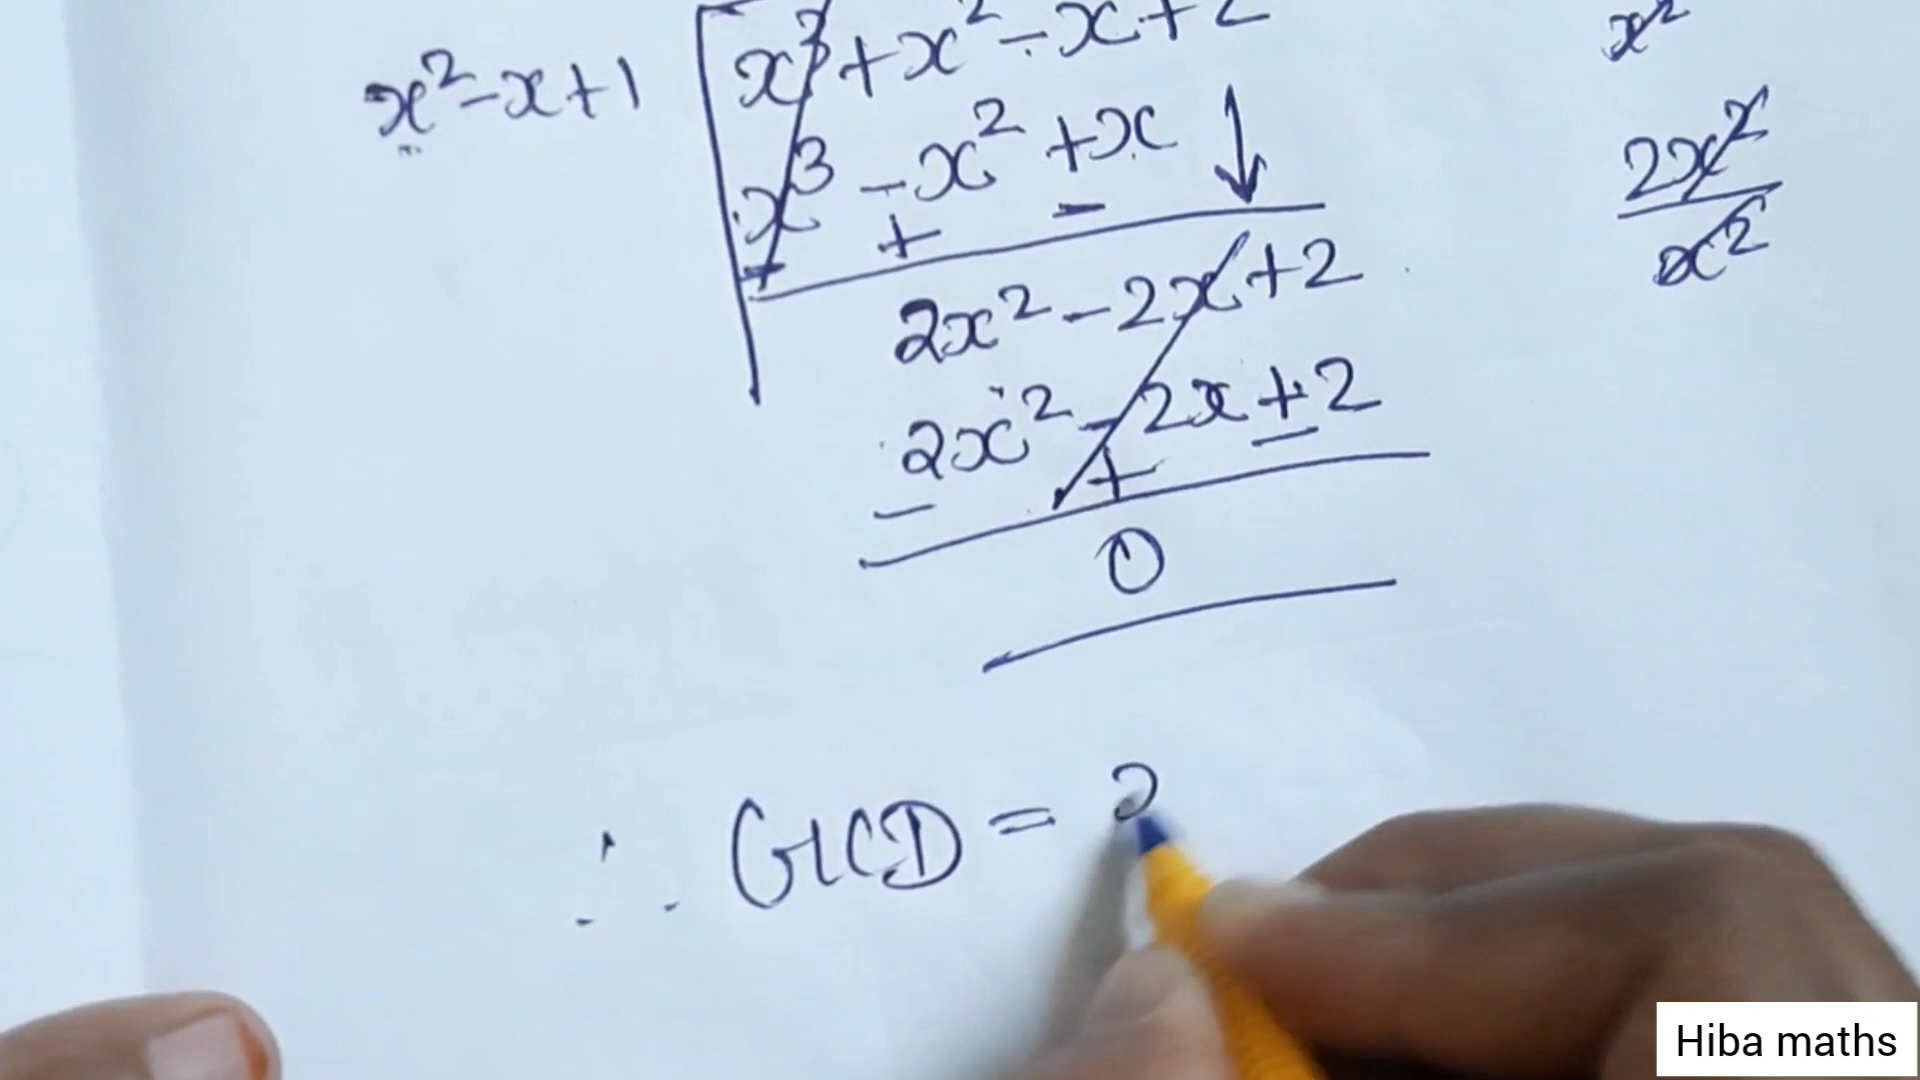 x³ + x² - x + 2
x² - x + 1
x³ - x² + x
- + -
2x² - 2x + 2
2x² - 2x + 2
- + -
0
x²
2x²
x²
∴ GCD =
Hiba maths